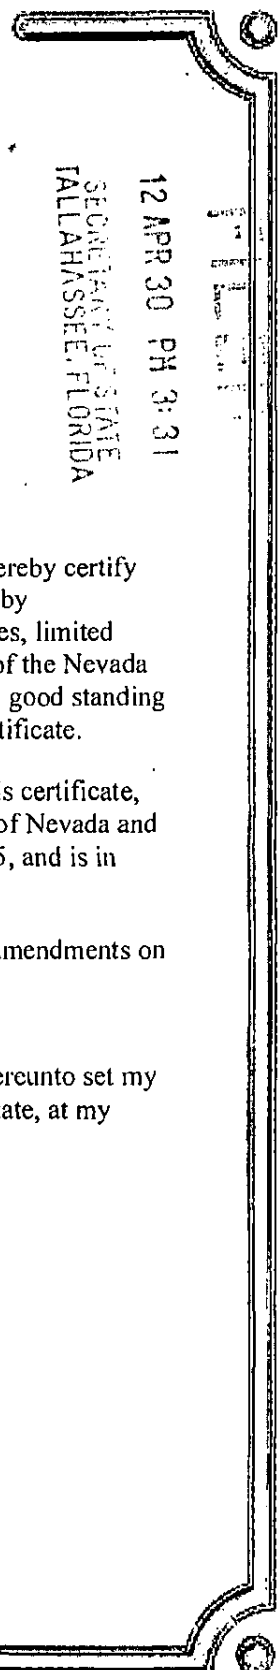 12 APR 30 PM 3:31
SECRETARY OF STATE
TALLAHASSEE, FLORIDA
ereby certify
by
es, limited
of the Nevada
good standing
tificate.
is certificate,
of Nevada and
5, and is in
amendments on
ereunto set my
tate, at my